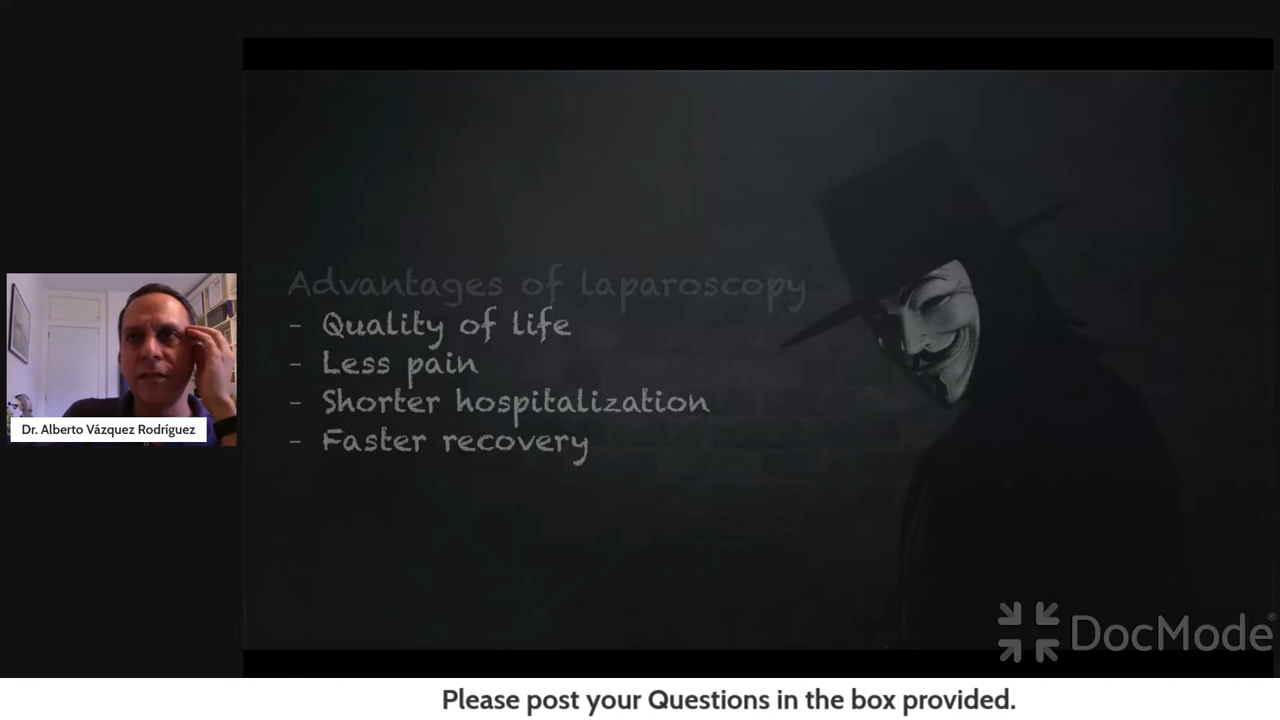 Advantages of laparoscopy
- Quality of life
- Less pain
- Shorter hospitalization
- Faster recovery
Dr. Alberto Vázquez Rodríguez
DocMode®
Please post your Questions in the box provided.